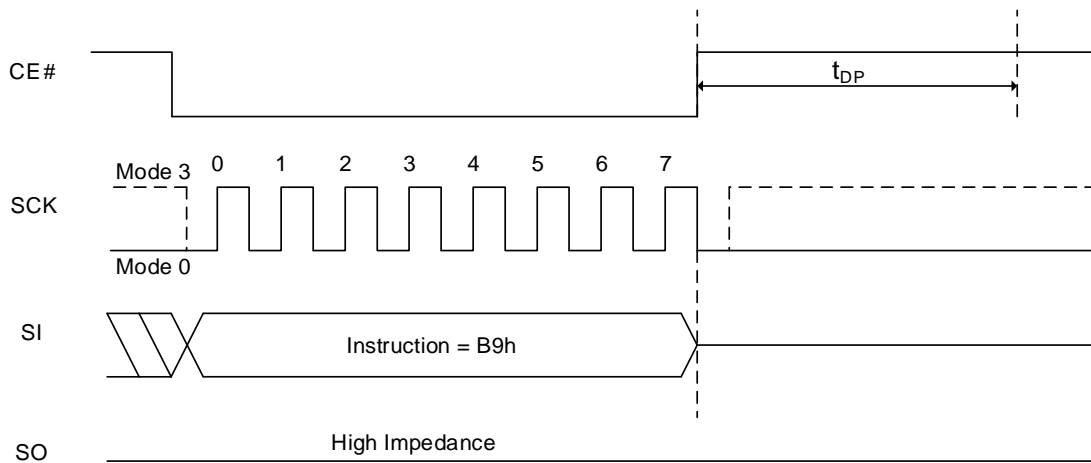 CE#
tDP
Mode 3 0 1 2 3 4 5 6 7
SCK
Mode 0
SI
Instruction = B9h
High Impedance
SO